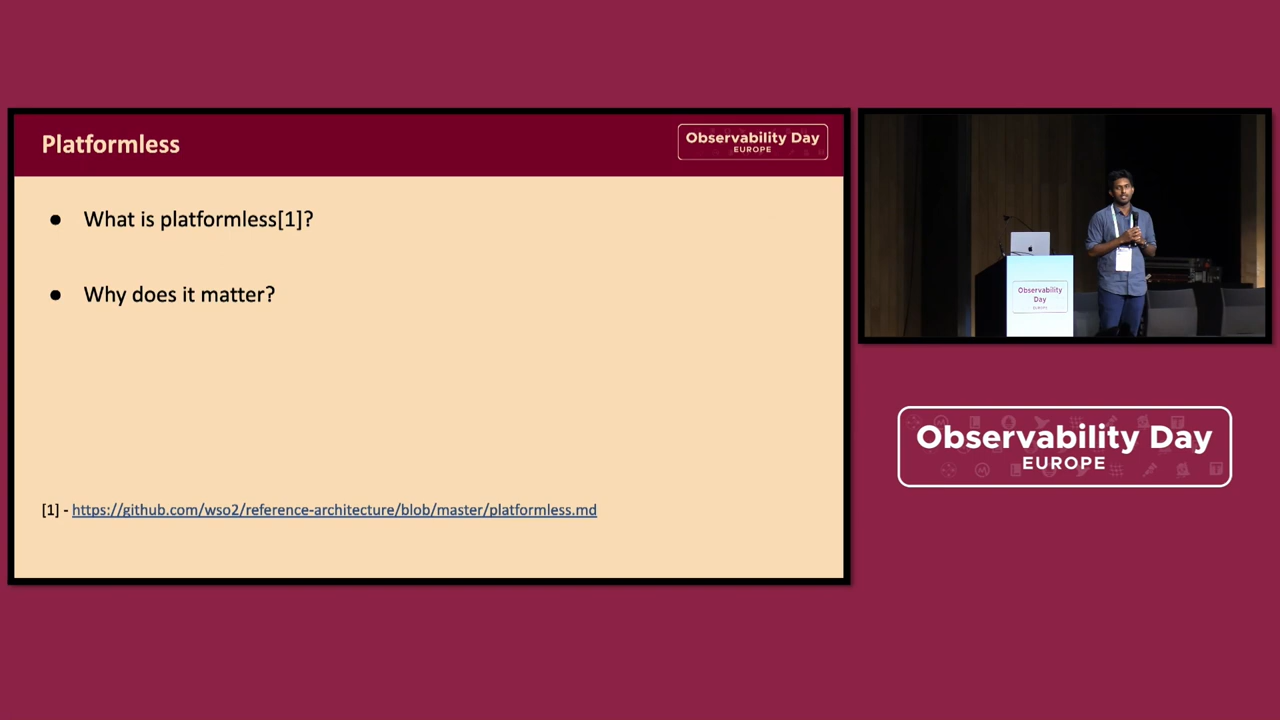 Platformless
Observability Day
EUROPE
● What is platformless[1]?
● Why does it matter?
[1] - https://github.com/wso2/reference-architecture/blob/master/platformless.md
Observability
Day
EUROPE
Observability Day
EUROPE